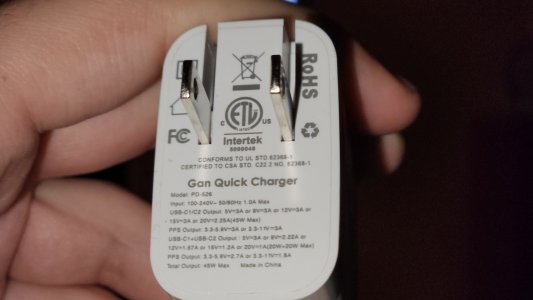 RoHS
FC
ETL
C US
Intertek
5000048
CONFORMS TO UL STD.62368-1
CERTIFIED TO CSA STD. C22.2 NO. 62368-1
Gan Quick Charger
Model: PD-526
Input: 100-240V~ 50/60Hz 1.0A Max
USB-C1/C2 Output: 5V⎓3A or 9V⎓3A or 12V⎓3A or
15V⎓3A or 20V⎓2.25A(45W Max)
PPS Output: 3.3-5.9V⎓3A or 3.3-11V⎓3A
USB-C1+USB-C2 Output : 5V⎓3A or 9V⎓2.22A or
12V⎓1.67A or 15V⎓1.2A or 20V⎓1A(20W+20W Max)
PPS Output: 3.3-5.9V⎓2.7A or 3.3-11V⎓1.8A
Total Output: 45W Max Made in China